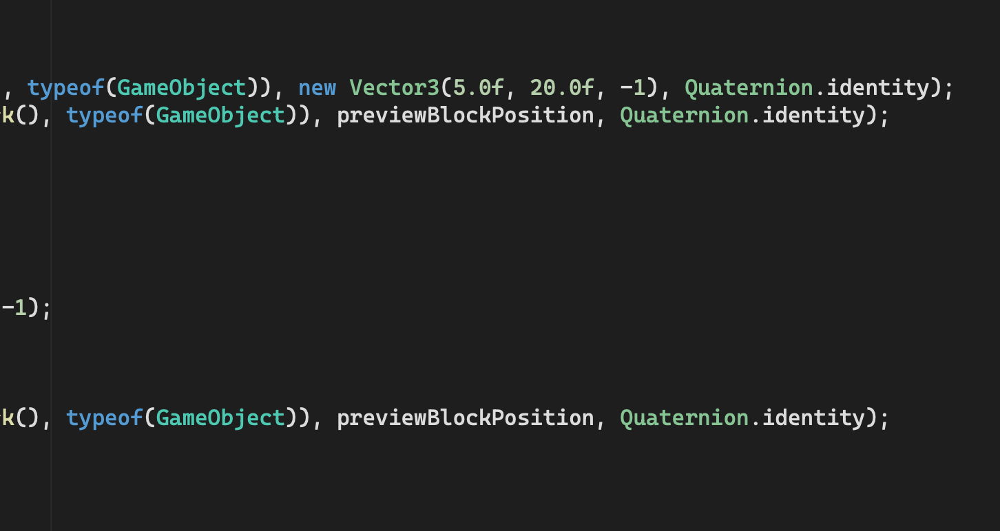 , typeof(GameObject)), new Vector3(5.0f, 20.0f, -1), Quaternion.identity);
k(), typeof(GameObject)), previewBlockPosition, Quaternion.identity);
-1);
k(), typeof(GameObject)), previewBlockPosition, Quaternion.identity);